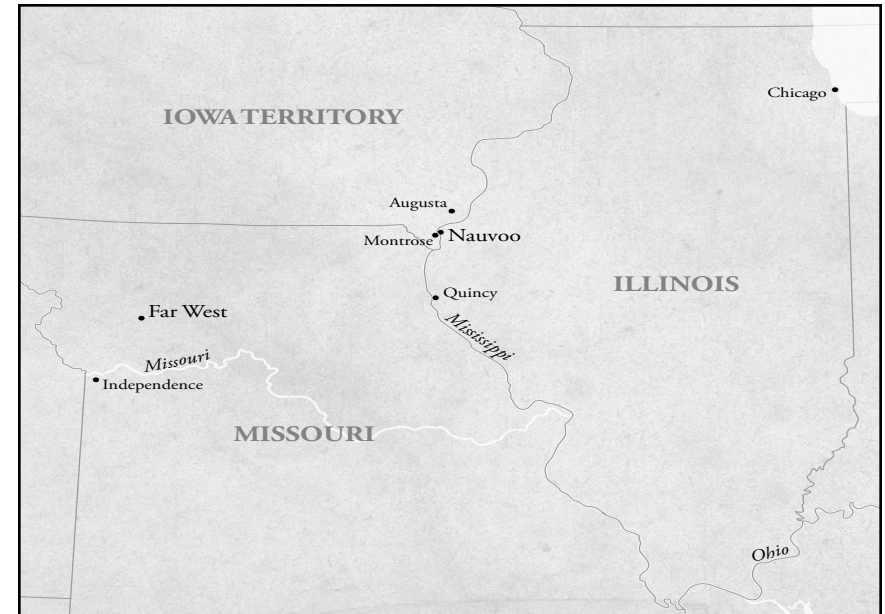 Chicago
IOWA TERRITORY
Augusta
Montrose
Nauvoo
ILLINOIS
Quincy
Far West
Mississippi
Missouri
Independence
MISSOURI
Ohio